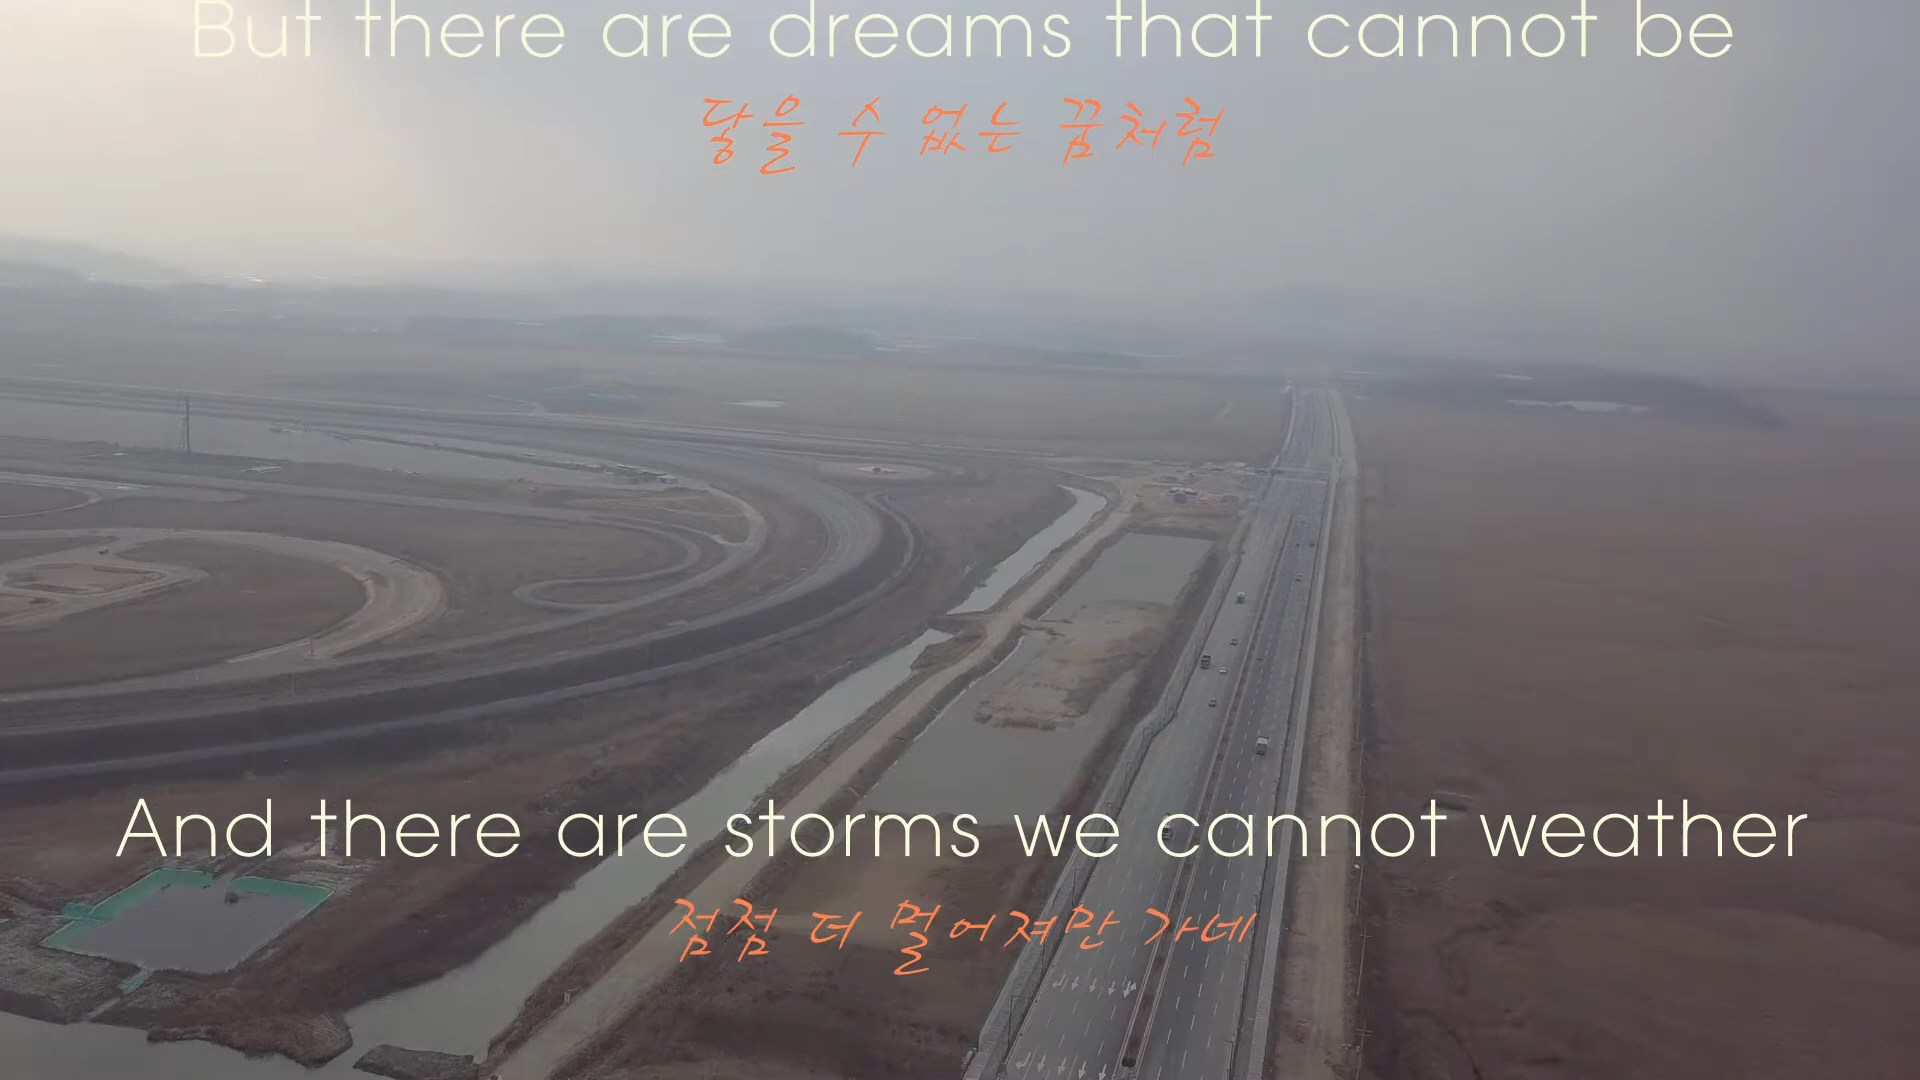 But there are dreams that cannot be
닿을 수 없는 꿈처럼
And there are storms we cannot weather
점점 더 멀어져만 가네